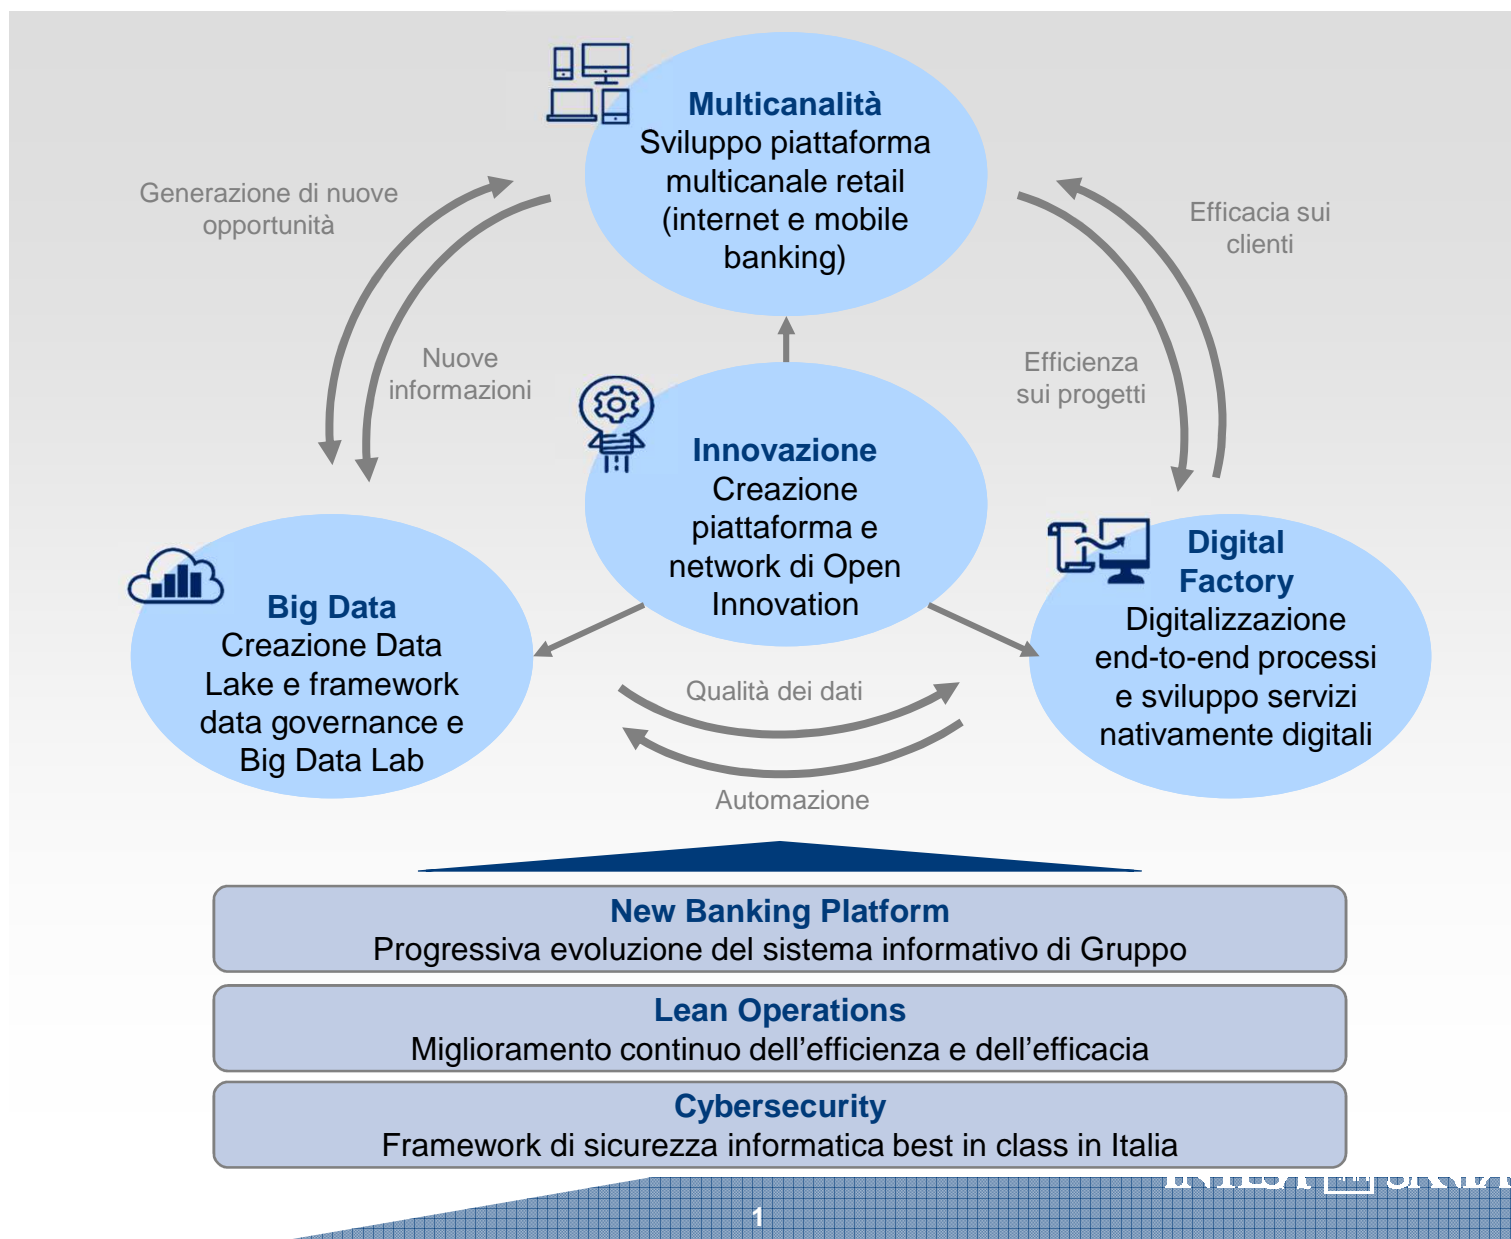 Multicanalità
Sviluppo piattaforma
multicanale retail
(internet e mobile
banking)
Generazione di nuove
opportunità
Efficacia sui
clienti
Nuove
informazioni
Efficienza
sui progetti
Innovazione
Creazione
piattaforma e
network di Open
Innovation
Big Data
Creazione Data
Lake e framework
data governance e
Big Data Lab
Digital
Factory
Digitalizzazione
end-to-end processi
e sviluppo servizi
nativamente digitali
Qualità dei dati
Automazione
New Banking Platform
Progressiva evoluzione del sistema informativo di Gruppo
Lean Operations
Miglioramento continuo dell’efficienza e dell’efficacia
Cybersecurity
Framework di sicurezza informatica best in class in Italia
1